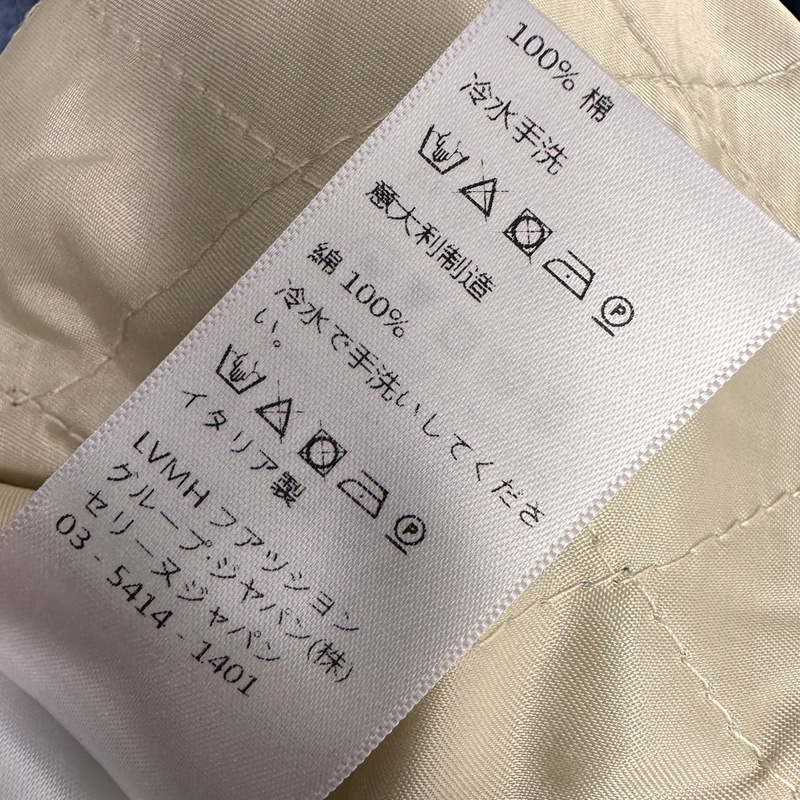 100% 棉
冷水手洗
P
意大利制造
綿 100%
冷水で手洗いしてくださ
い。
P
イタリア製
LVMH ファッション
グループ・ジャパン(株)
セリーヌジャパン
03 - 5414 - 1401